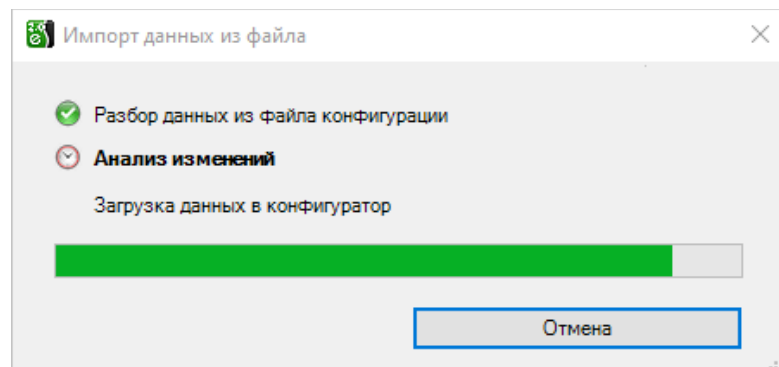 Импорт данных из файла
Разбор данных из файла конфигурации
Анализ изменений
Загрузка данных в конфигуратор
Отмена